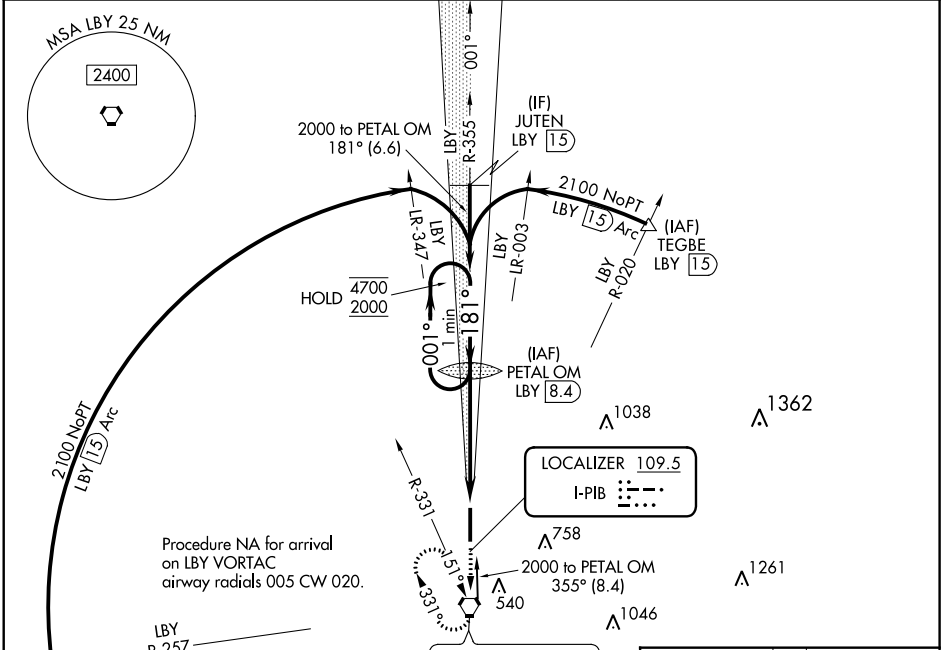 MSA LBY 25 NM
2400
001°
LBY
R-355
(IF)
JUTEN
LBY 15
2000 to PETAL OM
181° (6.6)
2100 NoPT
LBY 15 Arc
(IAF)
TEGBE
LBY 15
LBY
LR-347
LBY
LR-003
LBY
R-020
HOLD 4700
2000
001°
1 min
181°
(IAF)
PETAL OM
LBY 8.4
2100 NoPT
LBY 15 Arc
1038
1362
LOCALIZER 109.5
I-PIB
R-331
151°
331°
758
Procedure NA for arrival
on LBY VORTAC
airway radials 005 CW 020.
2000 to PETAL OM
355° (8.4)
540
1261
1046
LBY
R-257